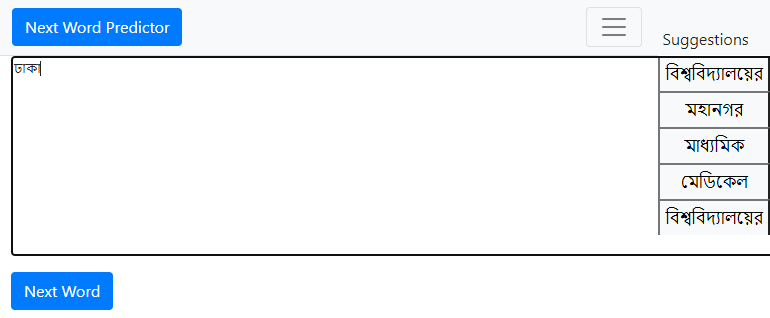 Next Word Predictor
Suggestions
ঢাকা
বিশ্ববিদ্যালয়ের
মহানগর
মাধ্যমিক
মেডিকেল
বিশ্ববিদ্যালয়ের
Next Word